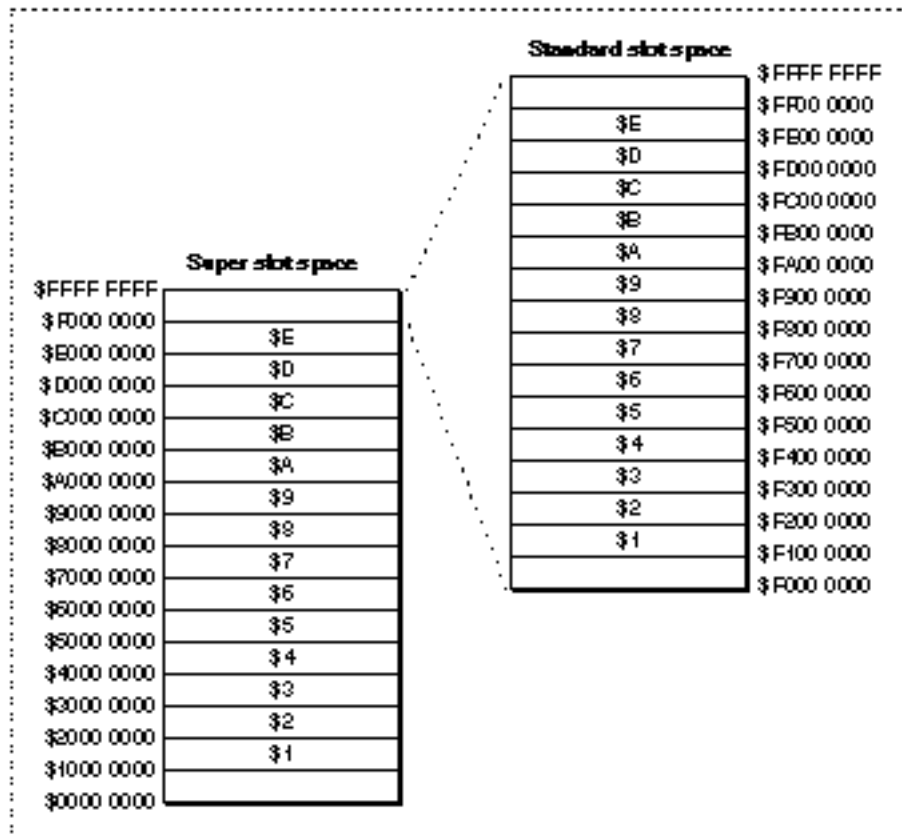 Standard slot space
$FFFF FFFF
$FF00 0000
$E
$FE00 0000
$D
$FD00 0000
$C
$FC00 0000
$B
$FB00 0000
$A
$FA00 0000
$9
$F900 0000
$8
$F800 0000
$7
$F700 0000
$6
$F600 0000
$5
$F500 0000
$4
$F400 0000
$3
$F300 0000
$2
$F200 0000
$1
$F100 0000
$F000 0000
Super slot space
$FFFF FFFF
$F000 0000
$E
$E000 0000
$D
$D000 0000
$C
$C000 0000
$B
$B000 0000
$A
$A000 0000
$9
$9000 0000
$8
$8000 0000
$7
$7000 0000
$6
$6000 0000
$5
$5000 0000
$4
$4000 0000
$3
$3000 0000
$2
$2000 0000
$1
$1000 0000
$0000 0000